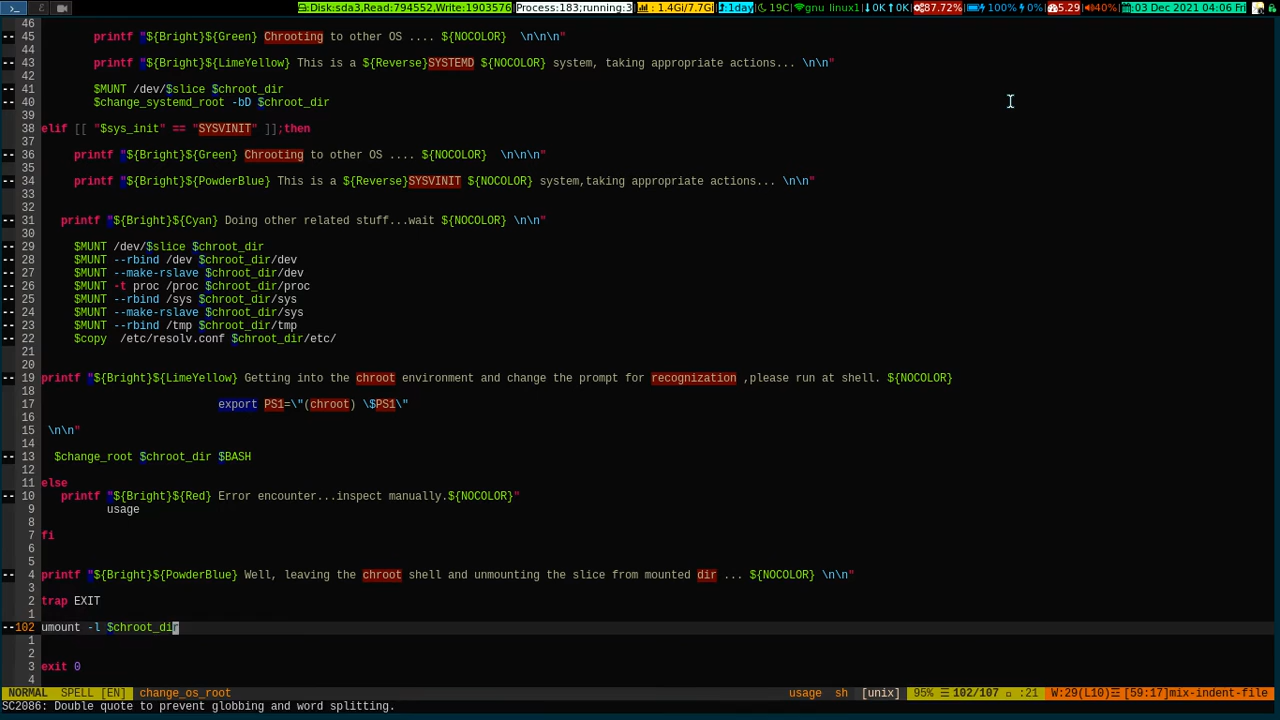 Disk:sda3,Read:794552,Write:1903576 Process:183;running:3 : 1.4Gi/7.7Gi 1day 19C gnu linux1 0K 0K 87.72% 100% 0% 5.29 40% :03 Dec 2021 04:06 Fri
46
-- 45 printf "${Bright}${Green} Chrooting to other OS .... ${NOCOLOR}  \n\n\n"
44
-- 43 printf "${Bright}${LimeYellow} This is a ${Reverse}SYSTEMD ${NOCOLOR} system, taking appropriate actions... \n\n"
42
-- 41 $MUNT /dev/$slice $chroot_dir
-- 40 $change_systemd_root -bD $chroot_dir
39
-- 38 elif [[ "$sys_init" == "SYSVINIT" ]];then
37
-- 36 printf "${Bright}${Green} Chrooting to other OS .... ${NOCOLOR}  \n\n\n"
35
-- 34 printf "${Bright}${PowderBlue} This is a ${Reverse}SYSVINIT ${NOCOLOR} system,taking appropriate actions... \n\n"
33
32
-- 31 printf "${Bright}${Cyan} Doing other related stuff...wait ${NOCOLOR} \n\n"
30
-- 29 $MUNT /dev/$slice $chroot_dir
-- 28 $MUNT --rbind /dev $chroot_dir/dev
-- 27 $MUNT --make-rslave $chroot_dir/dev
-- 26 $MUNT -t proc /proc $chroot_dir/proc
-- 25 $MUNT --rbind /sys $chroot_dir/sys
-- 24 $MUNT --make-rslave $chroot_dir/sys
-- 23 $MUNT --rbind /tmp $chroot_dir/tmp
-- 22 $copy  /etc/resolv.conf $chroot_dir/etc/
21
20
-- 19 printf "${Bright}${LimeYellow} Getting into the chroot environment and change the prompt for recognization ,please run at shell. ${NOCOLOR}
18
17 export PS1=\"(chroot) \$PS1\"
16
15 \n\n"
14
-- 13 $change_root $chroot_dir $BASH
12
11 else
-- 10 printf "${Bright}${Red} Error encounter...inspect manually.${NOCOLOR}"
9 usage
8
7 fi
6
5
-- 4 printf "${Bright}${PowderBlue} Well, leaving the chroot shell and unmounting the slice from mounted dir ... ${NOCOLOR} \n\n"
3
-- 2 trap EXIT
1
--102 umount -l $chroot_dir
1
2
3 exit 0
4
NORMAL SPELL [EN] change_os_root usage sh [unix] 95% 102/107 :21 W:29(L10) [59:17]mix-indent-file
SC2086: Double quote to prevent globbing and word splitting.